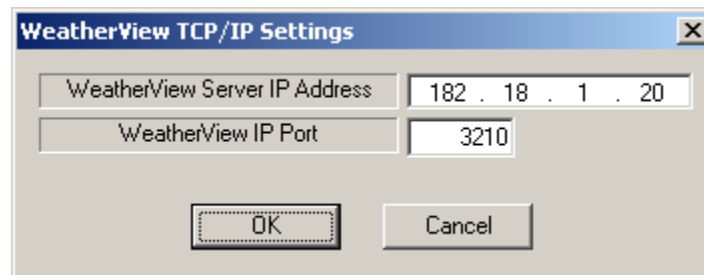 WeatherView TCP/IP Settings
WeatherView Server IP Address 182 . 18 . 1 . 20
WeatherView IP Port 3210
OK Cancel